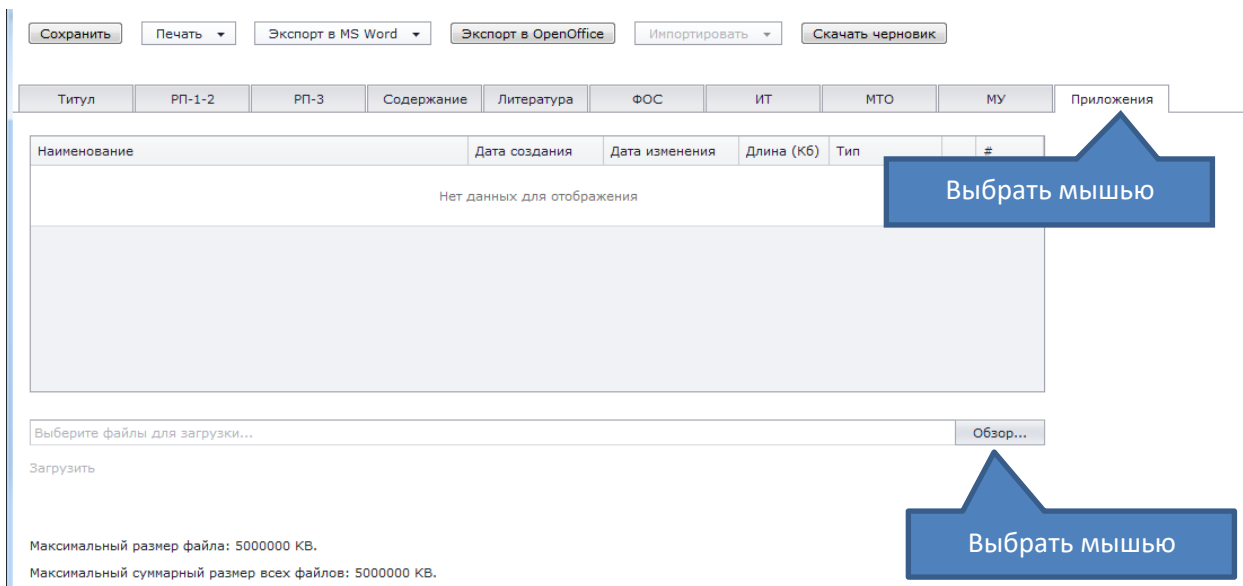 Сохранить Печать Экспорт в MS Word Экспорт в OpenOffice Импортировать Скачать черновик
Титул РП-1-2 РП-3 Содержание Литература ФОС ИТ МТО МУ Приложения
Наименование Дата создания Дата изменения Длина (Кб) Тип #
Выбрать мышью
Нет данных для отображения
Выберите файлы для загрузки... Обзор...
Загрузить
Выбрать мышью
Максимальный размер файла: 5000000 KB.
Максимальный суммарный размер всех файлов: 5000000 KB.